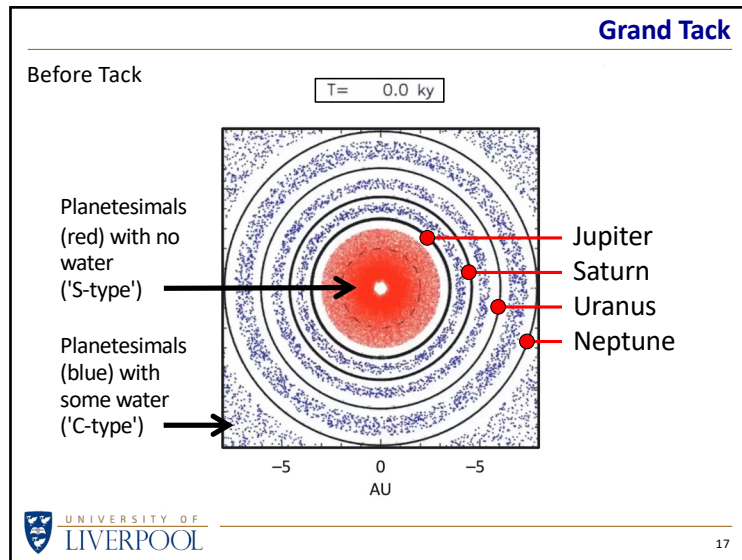 Grand Tack
Before Tack
T= 0.0 ky
Planetesimals
(red) with no
water
('S-type')
Planetesimals
(blue) with
some water
('C-type')
Jupiter
Saturn
Uranus
Neptune
–5 0 –5
AU
UNIVERSITY OF
LIVERPOOL
17